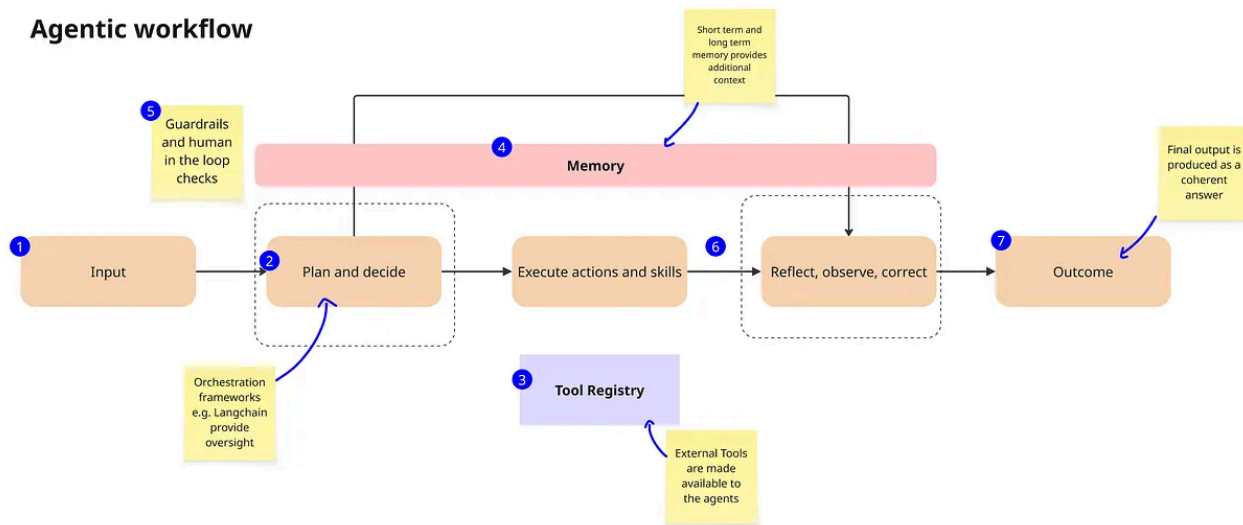 Agentic workflow
Short term and
long term
memory provides
additional
context
5
Guardrails
and human
in the loop
checks
4
Memory
Final output is
produced as a
coherent
answer
1
Input
2
Plan and decide
Execute actions and skills
6
Reflect, observe, correct
7
Outcome
Orchestration
frameworks
e.g. Langchain
provide
oversight
3
Tool Registry
External Tools
are made
available to
the agents